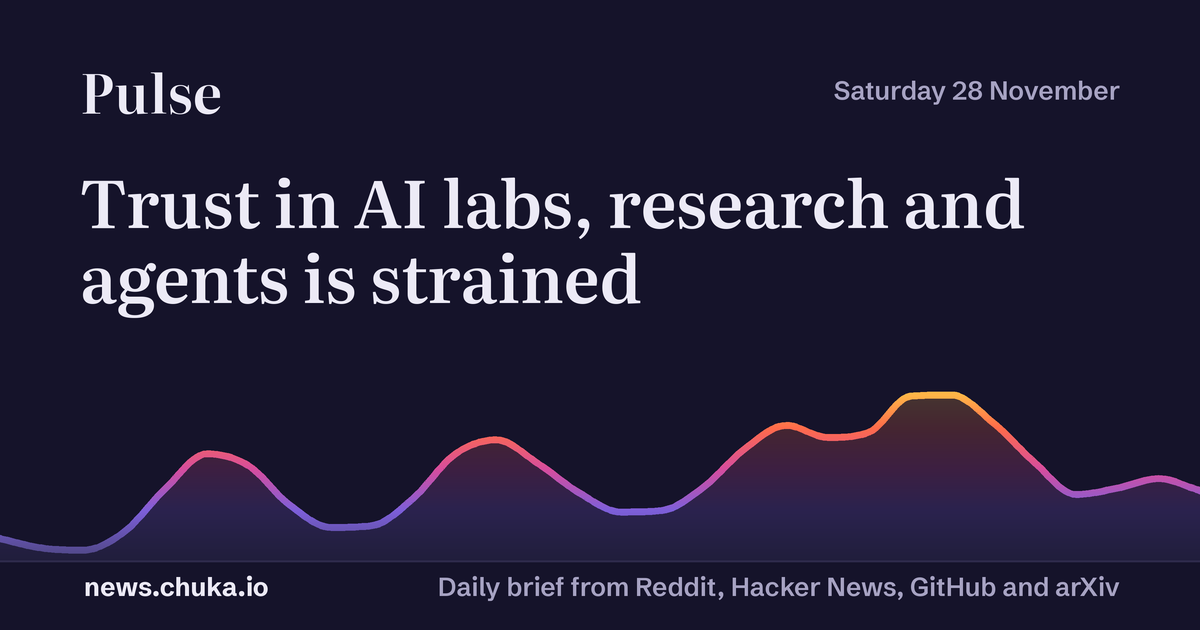 Pulse
Saturday 28 November
Trust in AI labs, research and
agents is strained
news.chuka.io
Daily brief from Reddit, Hacker News, GitHub and arXiv